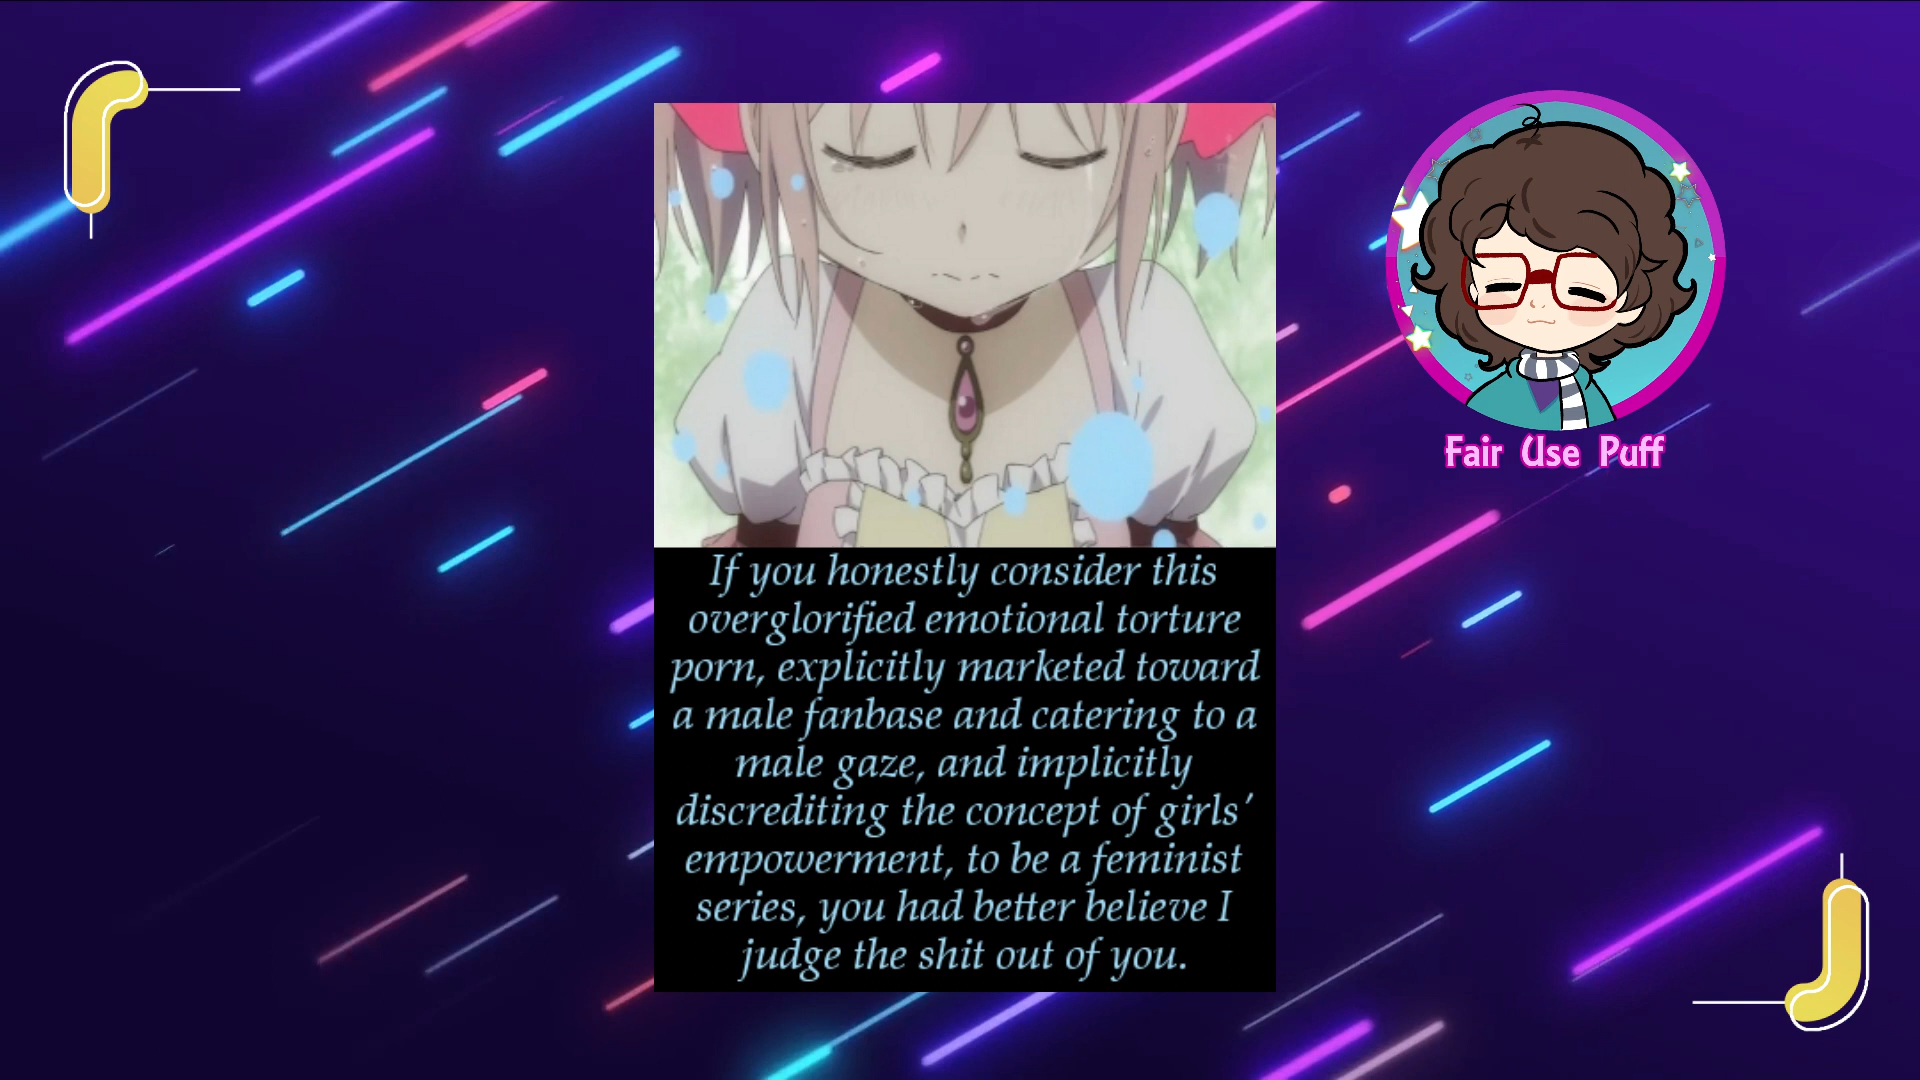 Fair Use Puff
If you honestly consider this
overglorified emotional torture
porn, explicitly marketed toward
a male fanbase and catering to a
male gaze, and implicitly
discrediting the concept of girls'
empowerment, to be a feminist
series, you had better believe I
judge the shit out of you.